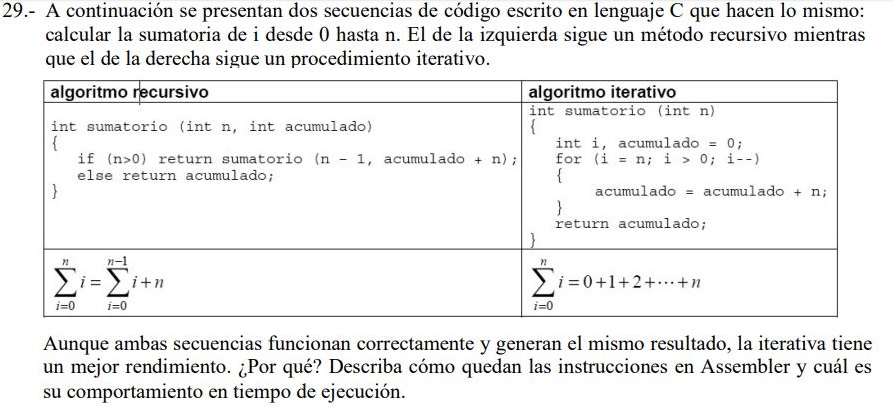 29.- A continuación se presentan dos secuencias de código escrito en lenguaje C que hacen lo mismo:
calcular la sumatoria de i desde 0 hasta n. El de la izquierda sigue un método recursivo mientras
que el de la derecha sigue un procedimiento iterativo.
algoritmo recursivo
int sumatorio (int n, int acumulado)
{
if (n>0) return sumatorio (n - 1, acumulado + n);
else return acumulado;
}
algoritmo iterativo
int sumatorio (int n)
{
int i, acumulado = 0;
for (i = n; i > 0; i--)
{
acumulado = acumulado + n;
}
return acumulado;
}
\sum_{i=0}^{n} i = \sum_{i=0}^{n-1} i + n
\sum_{i=0}^{n} i = 0+1+2+⋯+n
Aunque ambas secuencias funcionan correctamente y generan el mismo resultado, la iterativa tiene
un mejor rendimiento. ¿Por qué? Describa cómo quedan las instrucciones en Assembler y cuál es
su comportamiento en tiempo de ejecución.